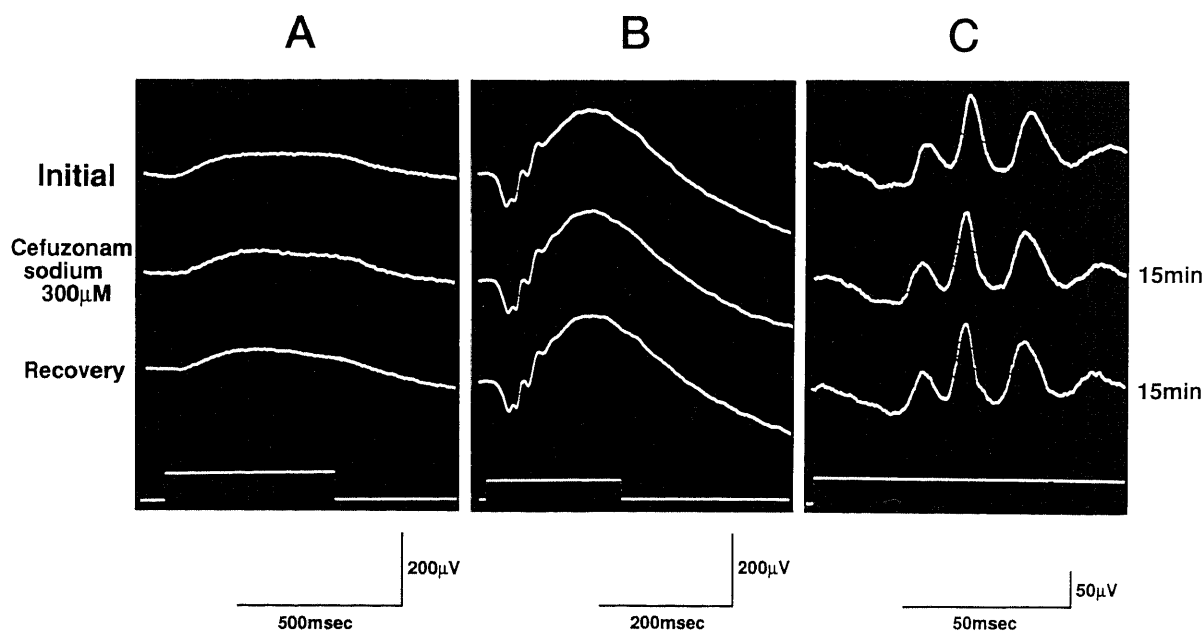 A
B
C
Initial
Cefuzonam
sodium
300μM
Recovery
15min
15min
200μV
500msec
200μV
200msec
50μV
50msec